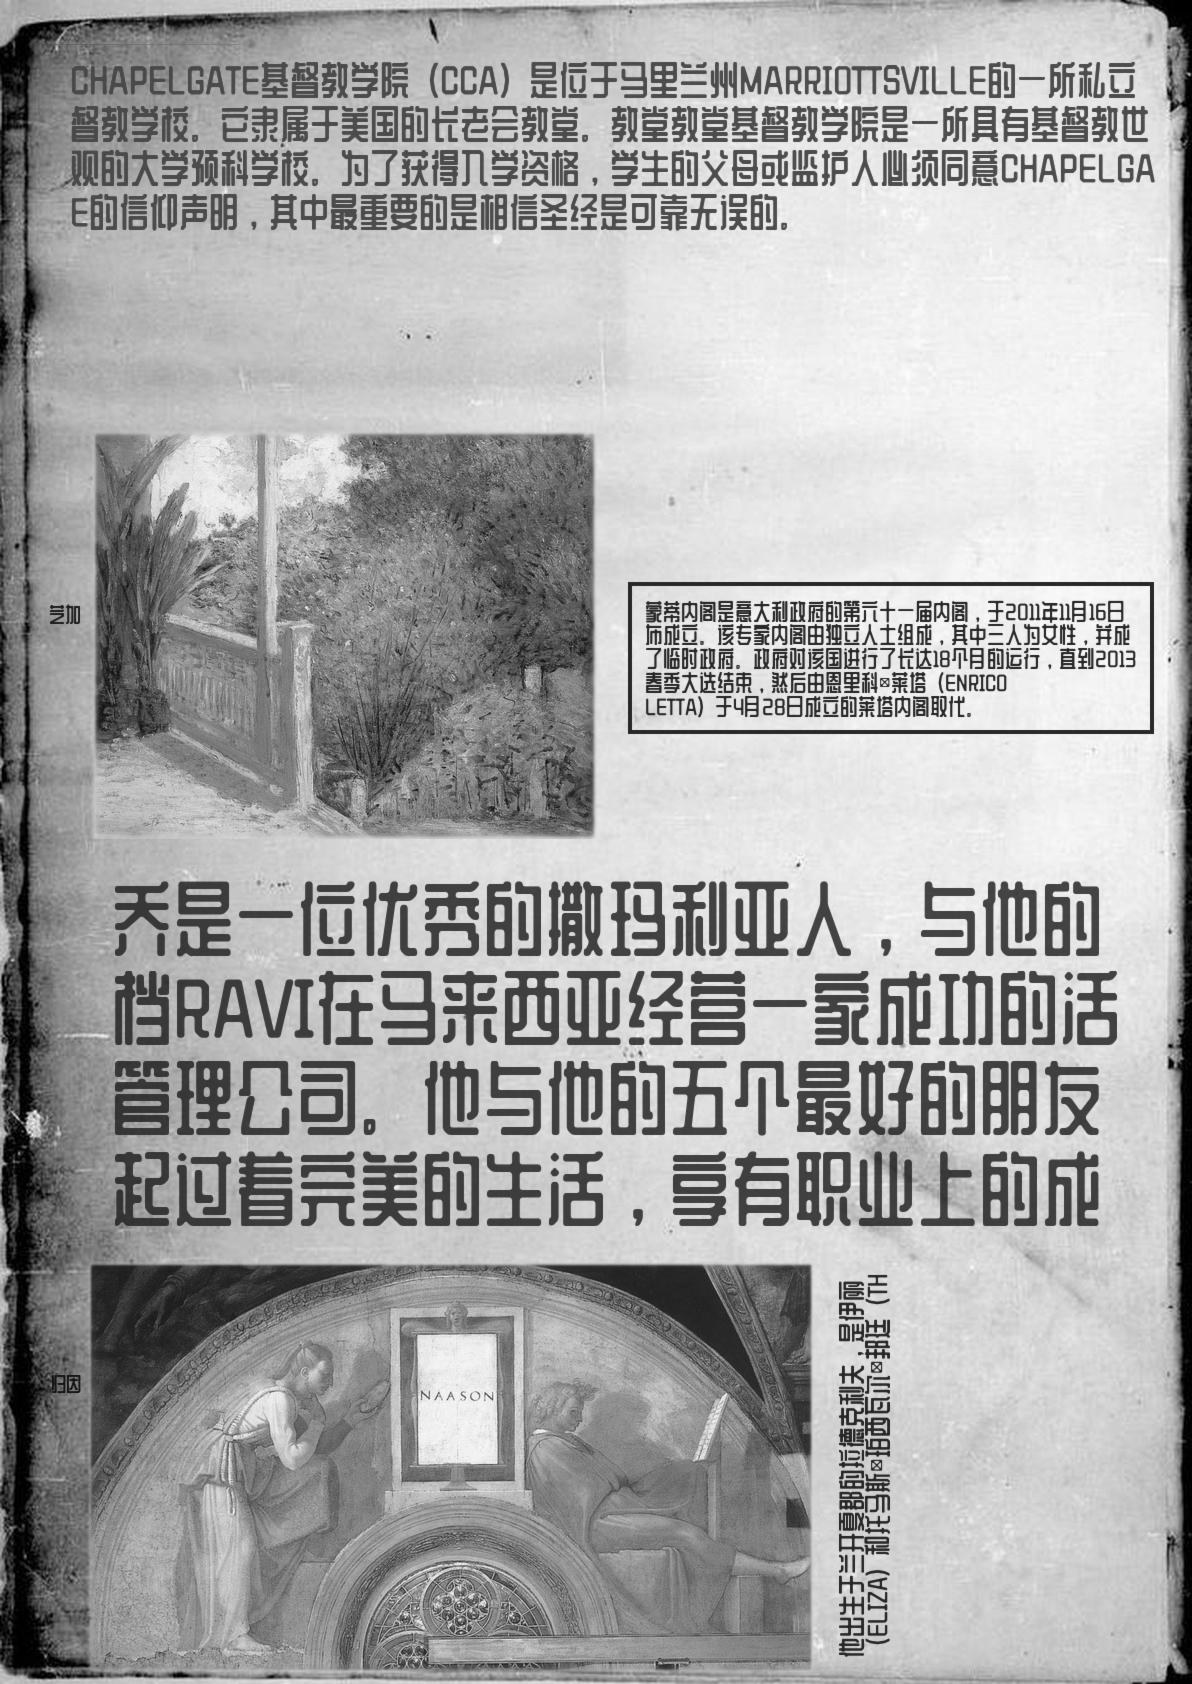 CHAPELGATE基督教学院（CCA）是位于马里兰州MARRIOTTSVILLE的一所私立
督教学校。它隶属于美国的长老会教堂。教堂教堂基督教学院是一所具有基督教世
观的大学预科学校。为了获得入学资格，学生的父母或监护人必须同意CHAPELGA
E的信仰声明，其中最重要的是相信圣经是可靠无误的。
芝加
蒙蒂内阁是意大利政府的第六十一届内阁，于2011年11月16日
布成立。该专家内阁由独立人士组成，其中三人为女性，并成
了临时政府。政府对该国进行了长达18个月的运行，直到2013
春季大选结束，然后由恩里科·莱塔（ENRICO
LETTA）于4月28日成立的莱塔内阁取代。
乔是一位优秀的撒玛利亚人，与他的
档RAVI在马来西亚经营一家成功的活
管理公司。他与他的五个最好的朋友
起过着完美的生活，享有职业上的成
归因
NAASON
他出生于兰开夏郡的拉德克利夫，是伊丽
(ELIZA）和托马斯·珀西瓦尔·邦廷（TH